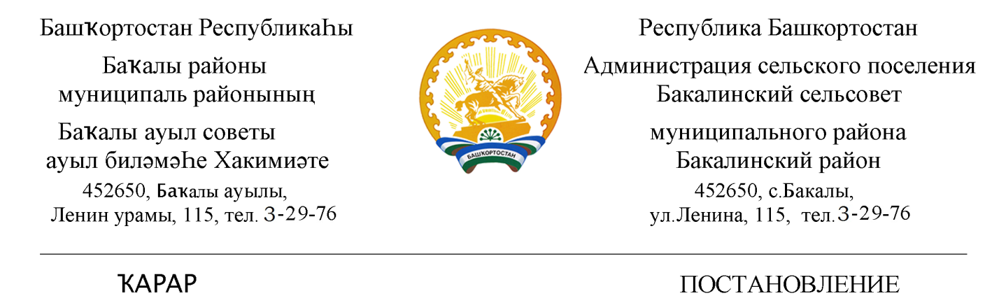 Башҡортостан Республикаһы
Баҡалы районы
муниципаль районының
Баҡалы ауыл советы
ауыл биләмәһе Хакимиәте
452650, Баҡалы ауылы,
Ленин урамы, 115, тел. 3-29-76
БАШҠОРТОСТАН
Республика Башкортостан
Администрация сельского поселения
Бакалинский сельсовет
муниципального района
Бакалинский район
452650, с.Бакалы,
ул.Ленина, 115, тел.3-29-76
ҠАРАР
ПОСТАНОВЛЕНИЕ